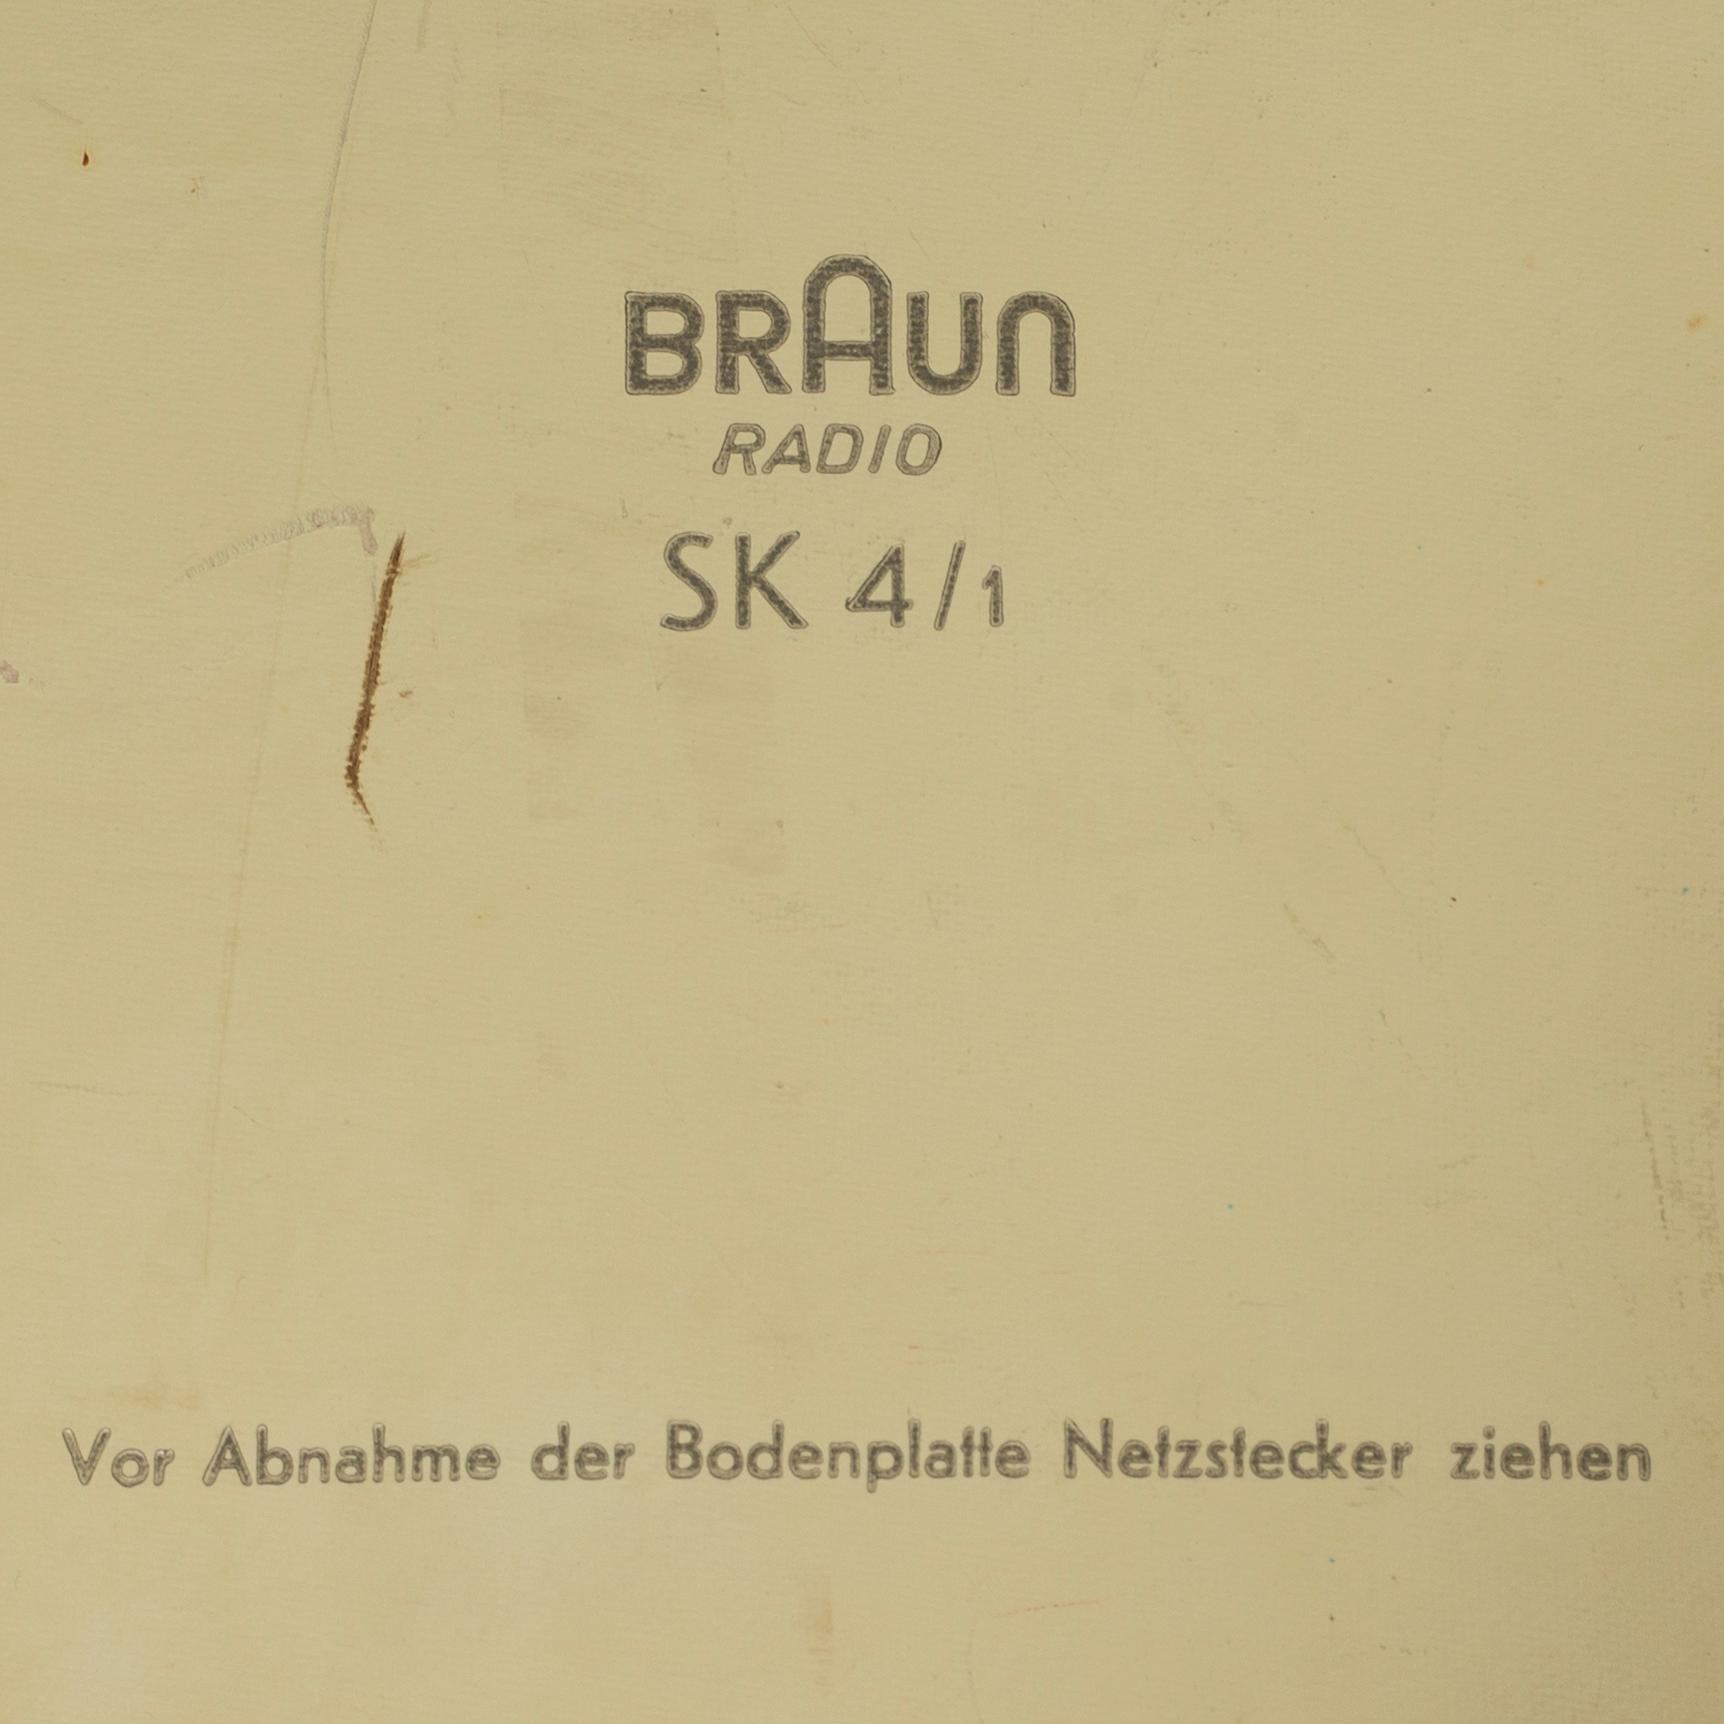 BRAUN
RADIO
SK 4/1
Vor Abnahme der Bodenplatte Netzstecker ziehen